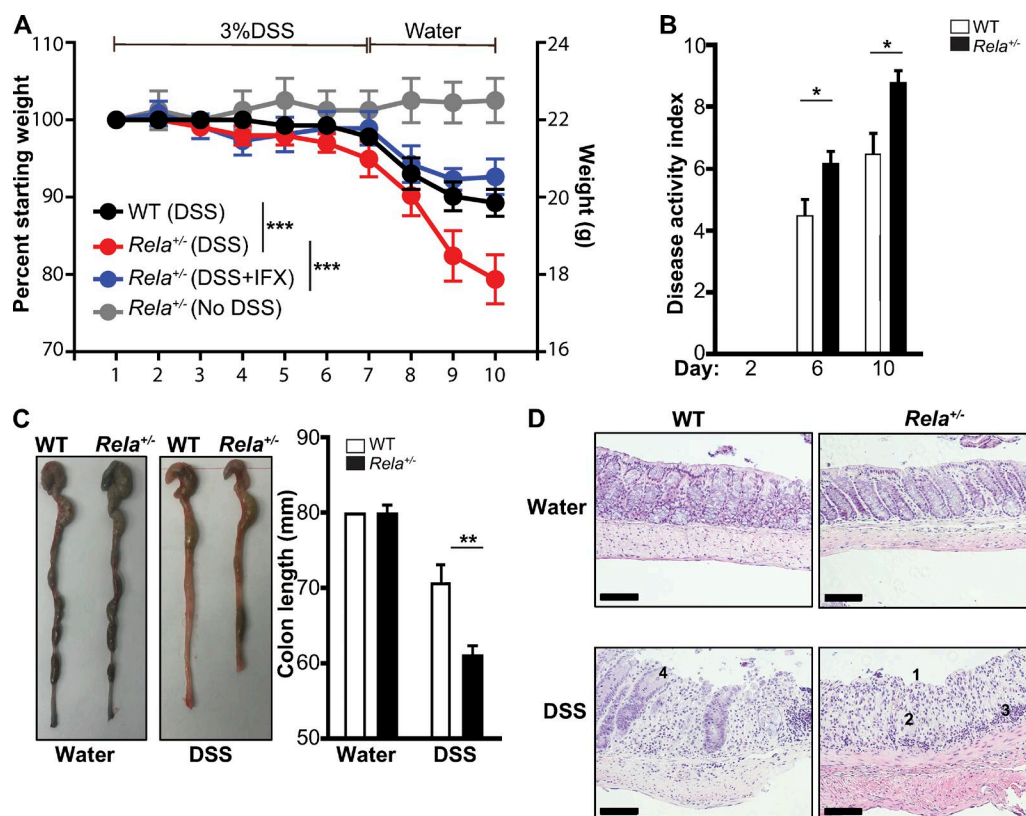 A
3%DSS
Water
110
100
90
80
70
Percent starting weight
24
22
20
18
16
Weight (g)
WT (DSS)
Rela+/- (DSS)
Rela+/- (DSS+IFX)
Rela+/- (No DSS)
***
***
1 2 3 4 5 6 7 8 9 10
B
WT
Rela+/-
10
8
6
4
2
0
Disease activity index
*
*
Day: 2 6 10
C
WT Rela+/- WT Rela+/-
Water DSS
90
80
70
60
50
Colon length (mm)
WT
Rela+/-
**
Water DSS
D
WT Rela+/-
Water
DSS
4
1
2
3